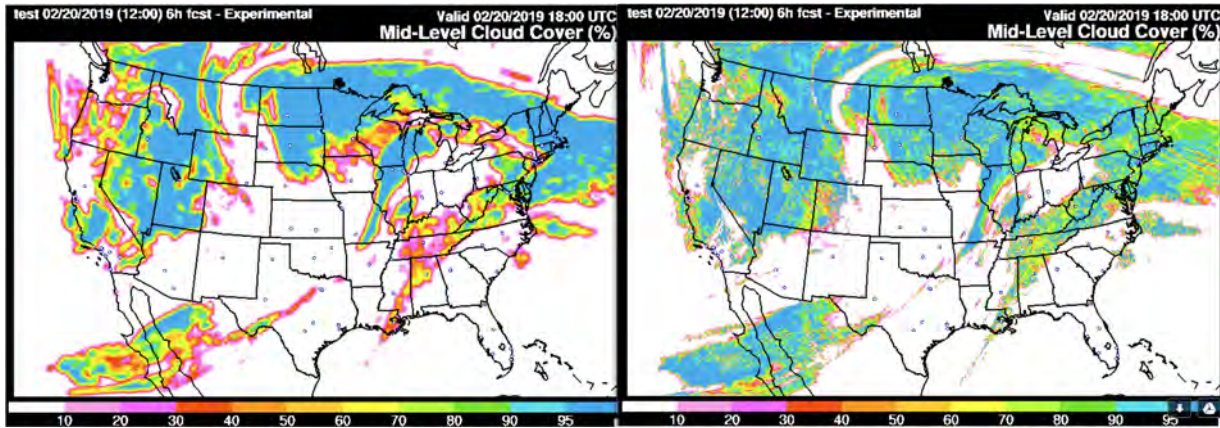 test 02/20/2019 (12:00) 6h fcst - Experimental
Valid 02/20/2019 18:00 UTC
Mid-Level Cloud Cover (%)
10 20 30 40 50 60 70 80 90 95
test 02/20/2019 (12:00) 6h fcst - Experimental
Valid 02/20/2019 18:00 UTC
Mid-Level Cloud Cover (%)
10 20 30 40 50 60 70 80 90 95